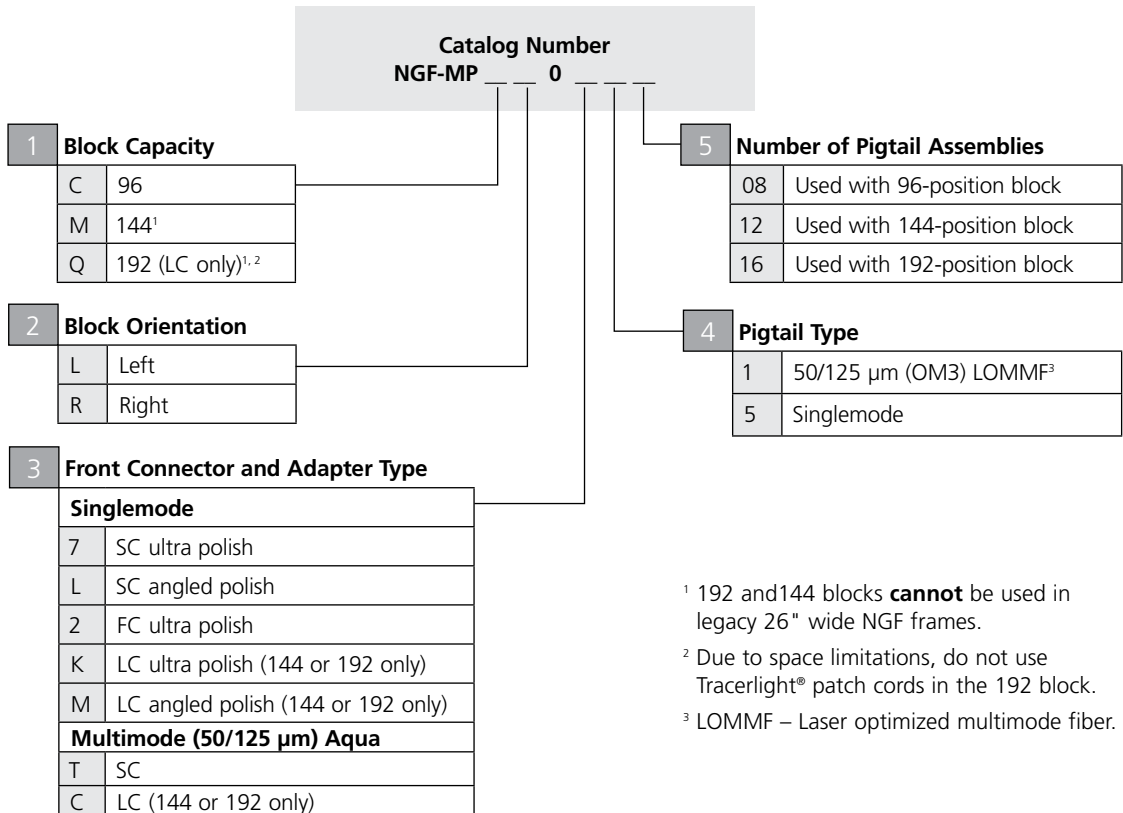 Catalog Number
NGF-MP __ __ 0 __ __ __
1 Block Capacity
C 96
M 144¹
Q 192 (LC only)¹, ²
2 Block Orientation
L Left
R Right
3 Front Connector and Adapter Type
Singlemode
7 SC ultra polish
L SC angled polish
2 FC ultra polish
K LC ultra polish (144 or 192 only)
M LC angled polish (144 or 192 only)
Multimode (50/125 µm) Aqua
T SC
C LC (144 or 192 only)
5 Number of Pigtail Assemblies
08 Used with 96-position block
12 Used with 144-position block
16 Used with 192-position block
4 Pigtail Type
1 50/125 µm (OM3) LOMMF³
5 Singlemode
¹ 192 and144 blocks cannot be used in
legacy 26" wide NGF frames.
² Due to space limitations, do not use
Tracerlight® patch cords in the 192 block.
³ LOMMF – Laser optimized multimode fiber.